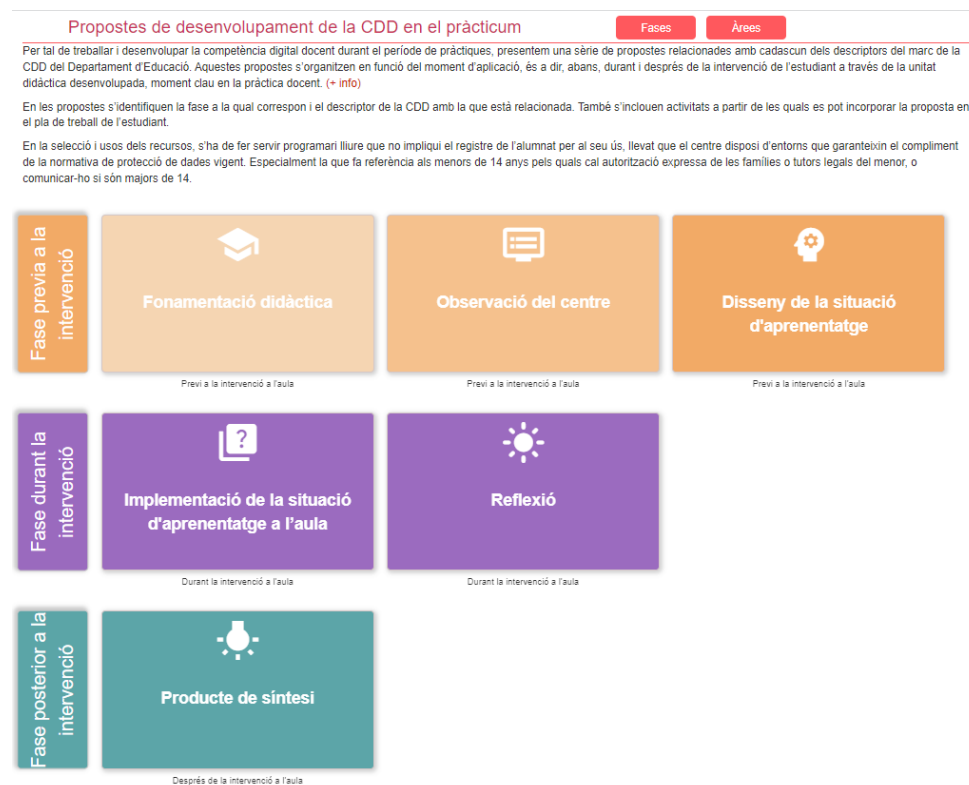 Propostes de desenvolupament de la CDD en el pràcticum
Fases
Àrees
Per tal de treballar i desenvolupar la competència digital docent durant el període de pràctiques, presentem una sèrie de propostes relacionades amb cadascun dels descriptors del marc de la
CDD del Departament d'Educació. Aquestes propostes s'organitzen en funció del moment d'aplicació, és a dir, abans, durant i després de la intervenció de l'estudiant a través de la unitat
didàctica desenvolupada, moment clau en la pràctica docent. (+ info)
En les propostes s'identifiquen la fase a la qual correspon i el descriptor de la CDD amb la que està relacionada. També s'inclouen activitats a partir de les quals es pot incorporar la proposta en
el pla de treball de l'estudiant.
En la selecció i usos dels recursos, s'ha de fer servir programari lliure que no impliqui el registre de l'alumnat per al seu ús, llevat que el centre disposi d'entorns que garanteixin el compliment
de la normativa de protecció de dades vigent. Especialment la que fa referència als menors de 14 anys pels quals cal autorització expressa de les famílies o tutors legals del menor, o
comunicar-ho si són majors de 14.
Fase previa a la
intervenció
Fonamentació didàctica
Observació del centre
Disseny de la situació
d'aprenentatge
Previ a la intervenció a l'aula
Previ a la intervenció a l'aula
Previ a la intervenció a l'aula
Fase durant la
intervenció
Implementació de la situació
d'aprenentatge a l'aula
Reflexió
Durant la intervenció a l'aula
Durant la intervenció a l'aula
Fase posterior a la
intervenció
Producte de síntesi
Després de la intervenció a l'aula